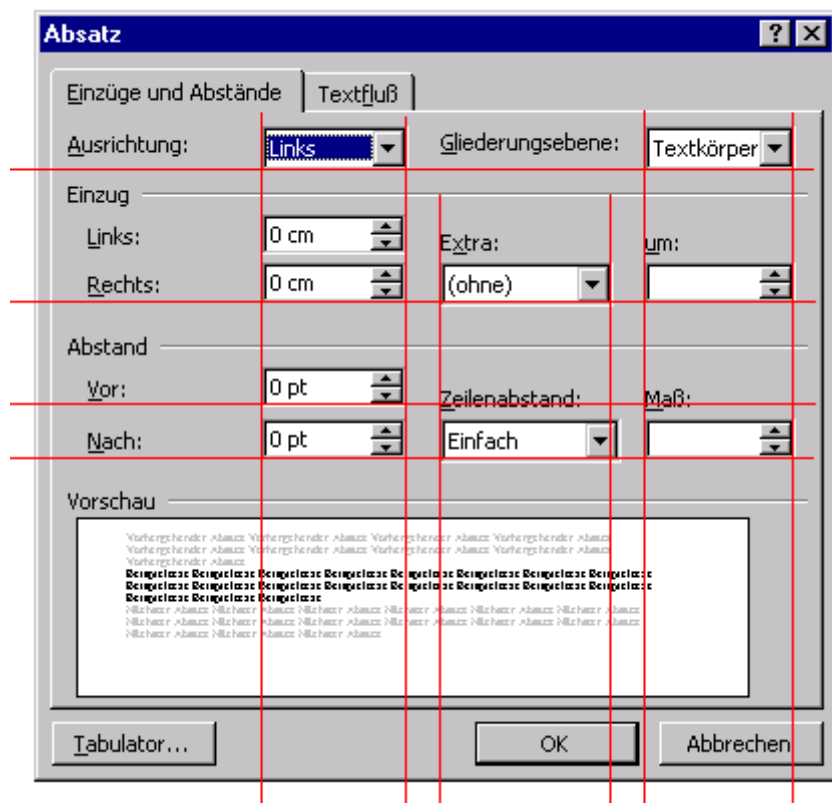 Absatz
Einzüge und Abstände Textfluß
Ausrichtung: Links Gliederungsebene: Textkörper
Einzug
Links: 0 cm Extra: um:
Rechts: 0 cm (ohne)
Abstand
Vor: 0 pt Zeilenabstand: Maß:
Nach: 0 pt Einfach
Vorschau
Tabulator... OK Abbrechen